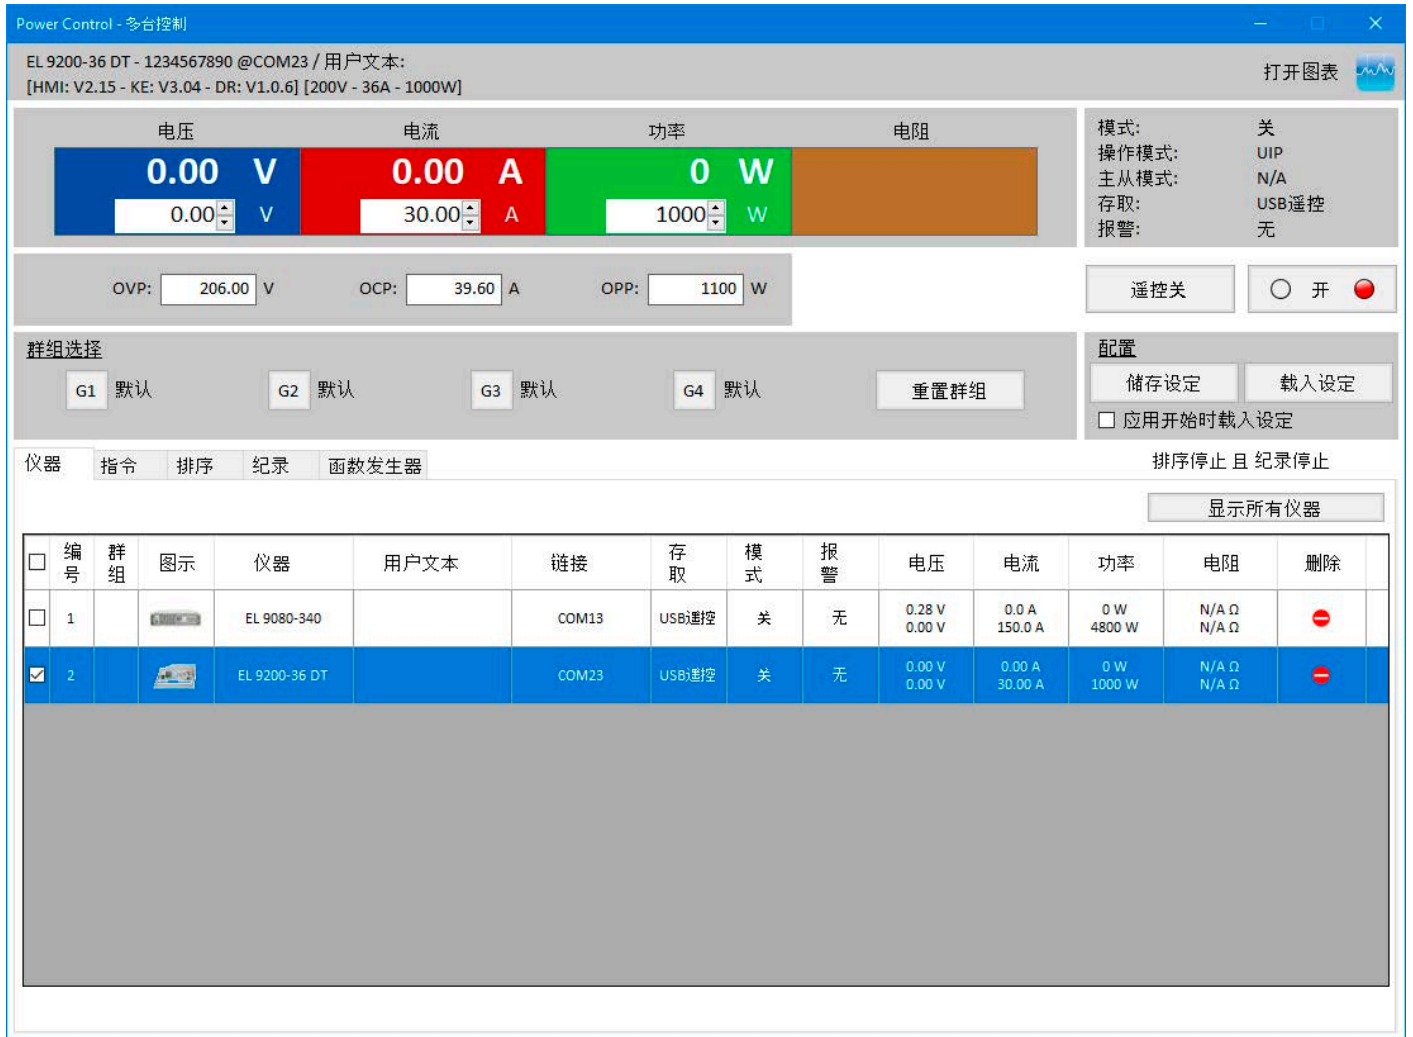 Power Control - 多台控制
EL 9200-36 DT - 1234567890 @COM23 / 用户文本:
[HMI: V2.15 - KE: V3.04 - DR: V1.0.6] [200V - 36A - 1000W]
打开图表
电压 电流 功率 电阻
0.00 V 0.00 A 0 W
0.00 V 30.00 A 1000 W
模式: 关
操作模式: UIP
主从模式: N/A
存取: USB遥控
报警: 无
OVP: 206.00 V OCP: 39.60 A OPP: 1100 W
遥控关 开
群组选择
G1 默认 G2 默认 G3 默认 G4 默认 重置群组
配置
储存设定 载入设定
应用开始时载入设定
仪器 指令 排序 纪录 函数发生器
排序停止 且 纪录停止
显示所有仪器
编号 群组 图示 仪器 用户文本 链接 存取 模式 报警 电压 电流 功率 电阻 删除
1 EL 9080-340 COM13 USB遥控 关 无 0.28 V 0.0 A 0 W N/A Ω
0.00 V 150.0 A 4800 W N/A Ω
2 EL 9200-36 DT COM23 USB遥控 关 无 0.00 V 0.00 A 0 W N/A Ω
0.00 V 30.00 A 1000 W N/A Ω